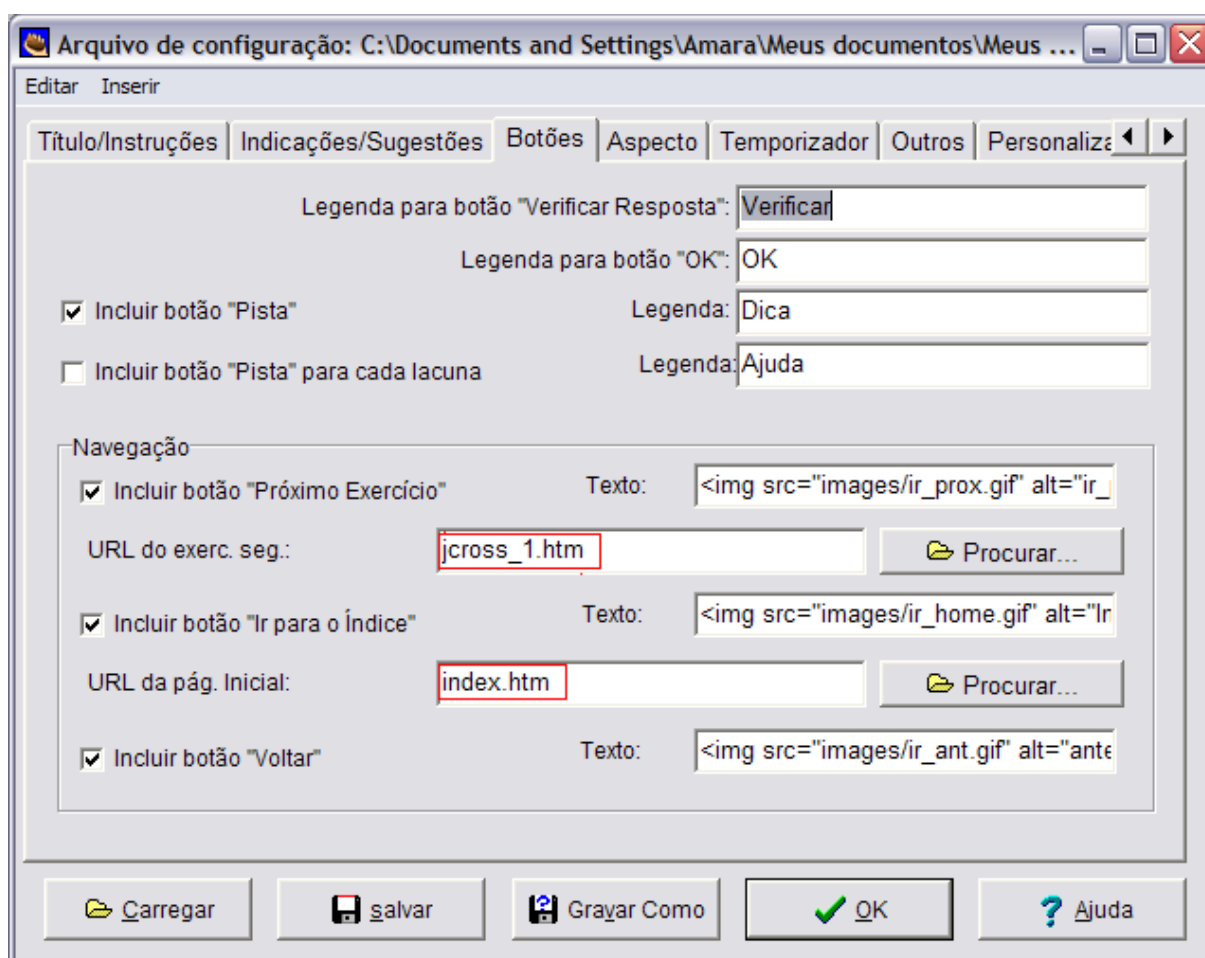 Arquivo de configuração: C:\Documents and Settings\Amara\Meus documentos\Meus ...
Editar Inserir
Título/Instruções Indicações/Sugestões Botões Aspecto Temporizador Outros Personaliza
Legenda para botão "Verificar Resposta": Verificar
Legenda para botão "OK": OK
Incluir botão "Pista" Legenda: Dica
Incluir botão "Pista" para cada lacuna Legenda: Ajuda
Navegação
Incluir botão "Próximo Exercício" Texto: <img src="images/ir_prox.gif" alt="ir_
URL do exerc. seg.: jcross_1.htm Procurar...
Incluir botão "Ir para o Índice" Texto: <img src="images/ir_home.gif" alt="Ir
URL da pág. Inicial: index.htm Procurar...
Incluir botão "Voltar" Texto: <img src="images/ir_ant.gif" alt="ante
Carregar salvar Gravar Como OK Ajuda